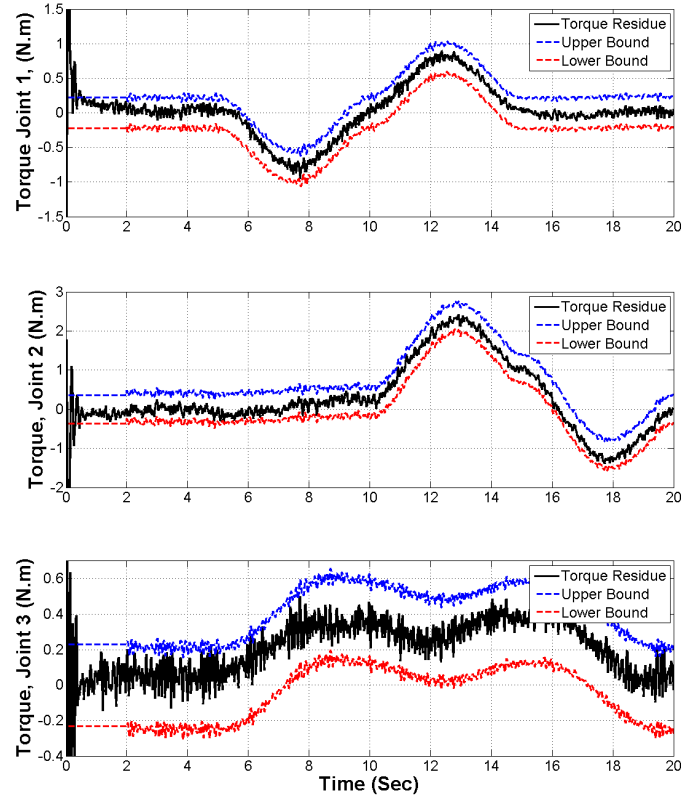 Torque Joint 1, (N.m)
1.5
1
0.5
0
-0.5
-1
-1.5
Torque Residue
Upper Bound
Lower Bound
0 2 4 6 8 10 12 14 16 18 20
Torque, Joint 2 (N.m)
3
2
1
0
-1
-2
Torque Residue
Upper Bound
Lower Bound
0 2 4 6 8 10 12 14 16 18 20
Torque, Joint 3 (N.m)
0.6
0.4
0.2
0
-0.2
-0.4
Torque Residue
Upper Bound
Lower Bound
0 2 4 6 8 10 12 14 16 18 20
Time (Sec)